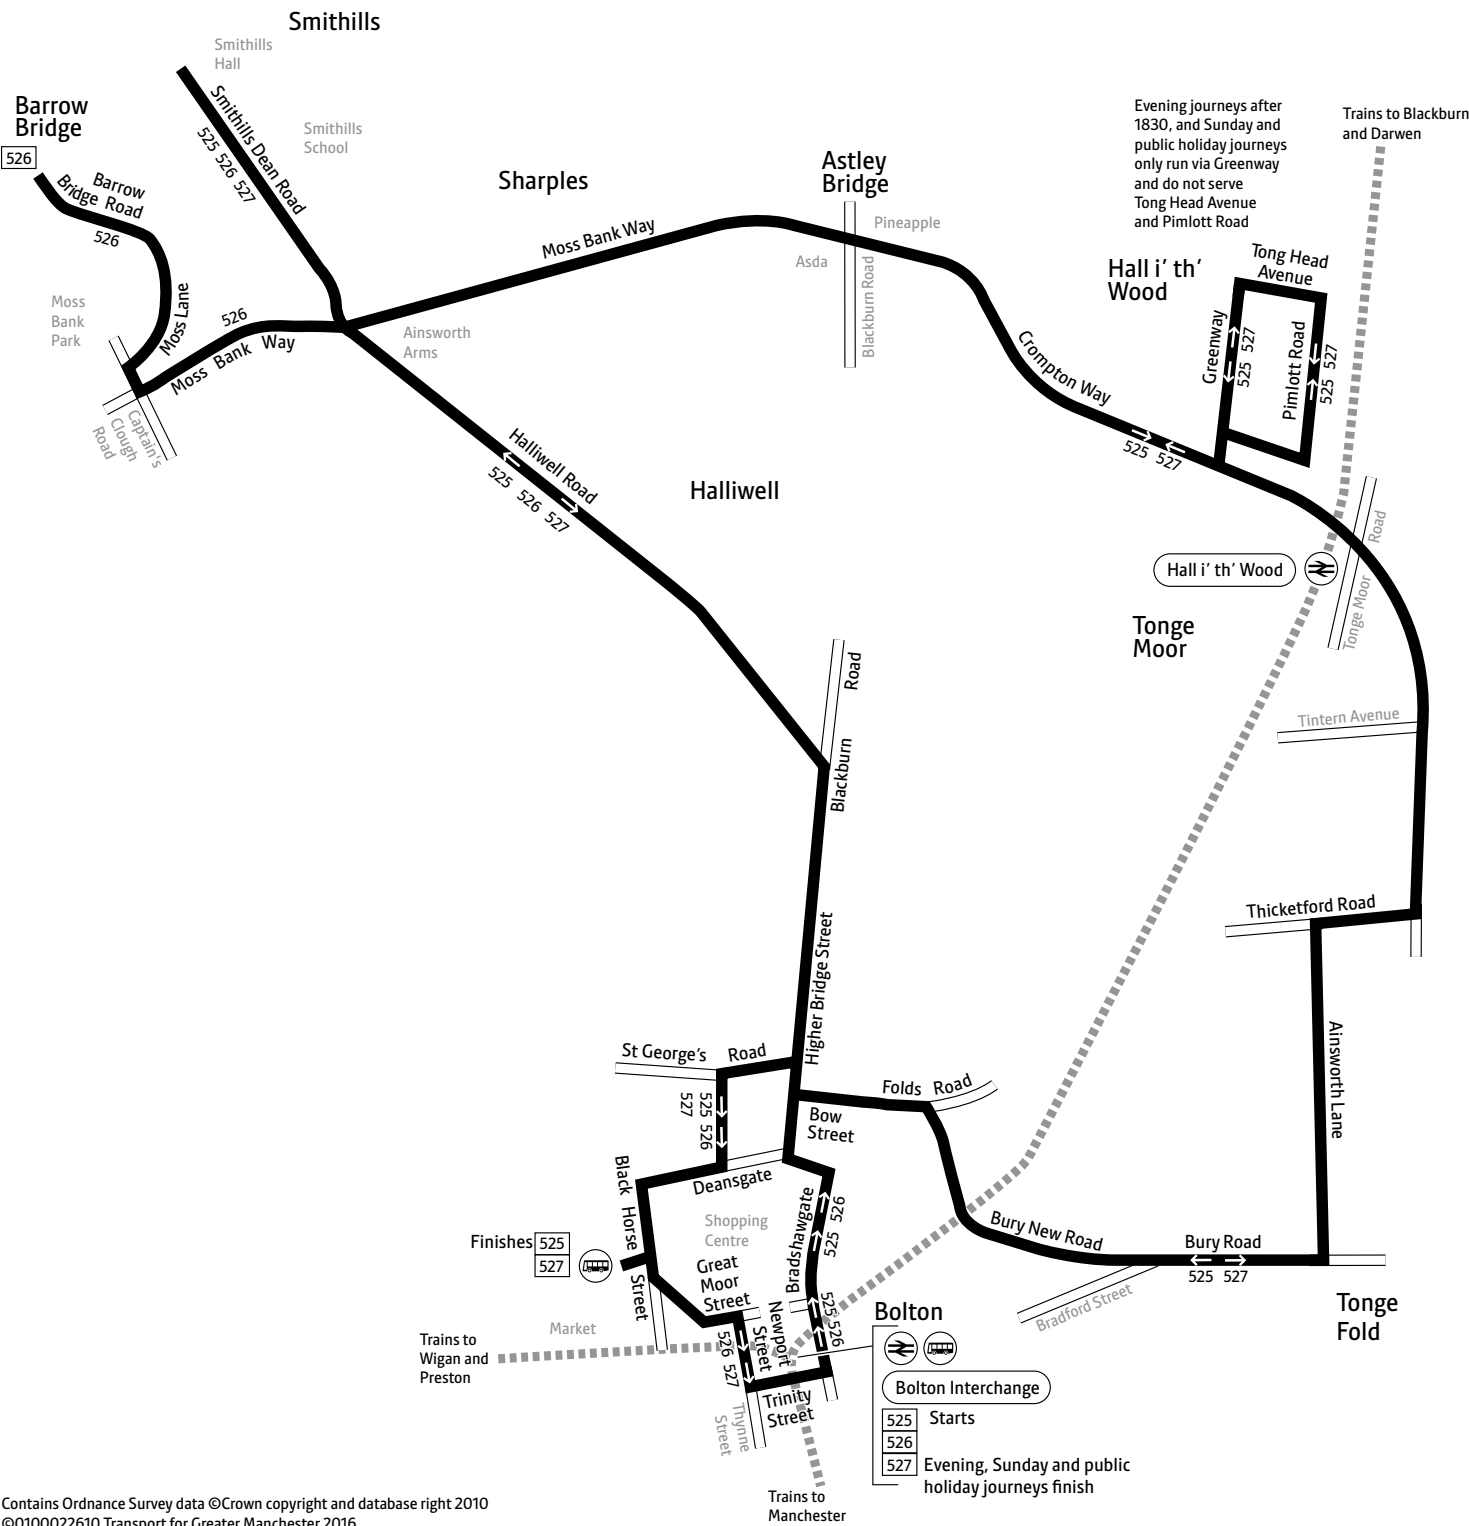 Smithills
Smithills
Hall
Barrow
Bridge
526
Smithills Dean Road
525 526 527
Smithills
School
Barrow
Bridge Road
526
Sharples
Astley
Bridge
Evening journeys after
1830, and Sunday and
public holiday journeys
only run via Greenway
and do not serve
Tong Head Avenue
and Pimlott Road
Trains to Blackburn
and Darwen
Moss Bank Way
Pineapple
Asda
Blackburn Road
Hall i' th'
Wood
Tong Head
Avenue
Greenway
525 527
Pimlott Road
525 527
Moss
Bank
Park
Moss Lane
526
Moss Bank Way
Ainsworth
Arms
Captain's
Clough
Road
Crompton Way
525 527
Halliwell Road
525 526 527
Halliwell
Hall i' th' Wood
Tonge Moor Road
Tonge
Moor
Blackburn Road
Tintern Avenue
Thicketford Road
Higher Bridge Street
Ainsworth Lane
St George's Road
525 526
527
Folds Road
Bow
Street
Deansgate
Black Horse Street
Shopping
Centre
Bradshawgate
525 526
Bury New Road
Bury Road
525 527
Bradford Street
Finishes 525
527
Great
Moor
Street
Newport
Street
525 526
Tonge
Fold
Market
526 527
Trains to
Wigan and
Preston
Trinity
Street
Thynne
Street
Bolton
Bolton Interchange
525 Starts
526
527 Evening, Sunday and public
holiday journeys finish
Trains to
Manchester
Contains Ordnance Survey data ©Crown copyright and database right 2010
©0100022610 Transport for Greater Manchester 2016